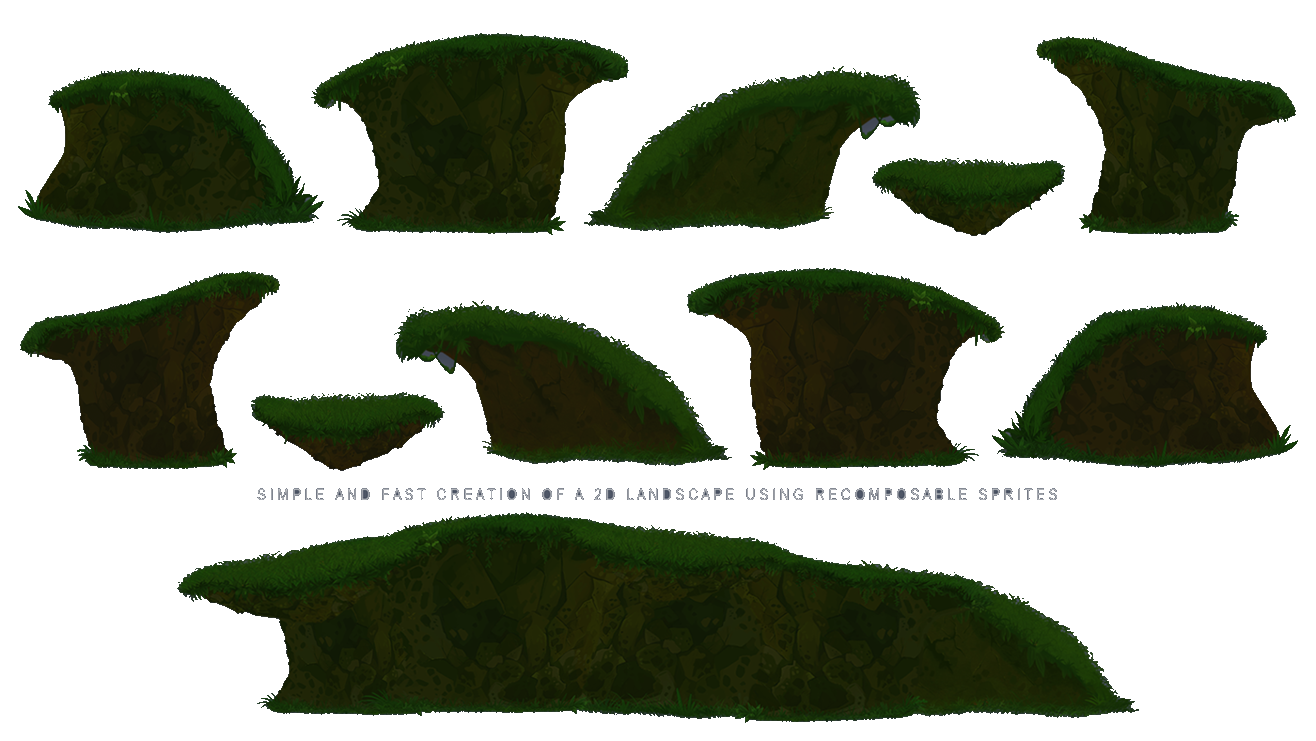 SIMPLE AND FAST CREATION OF A 2D LANDSCAPE USING RECOMPOSABLE SPRITES